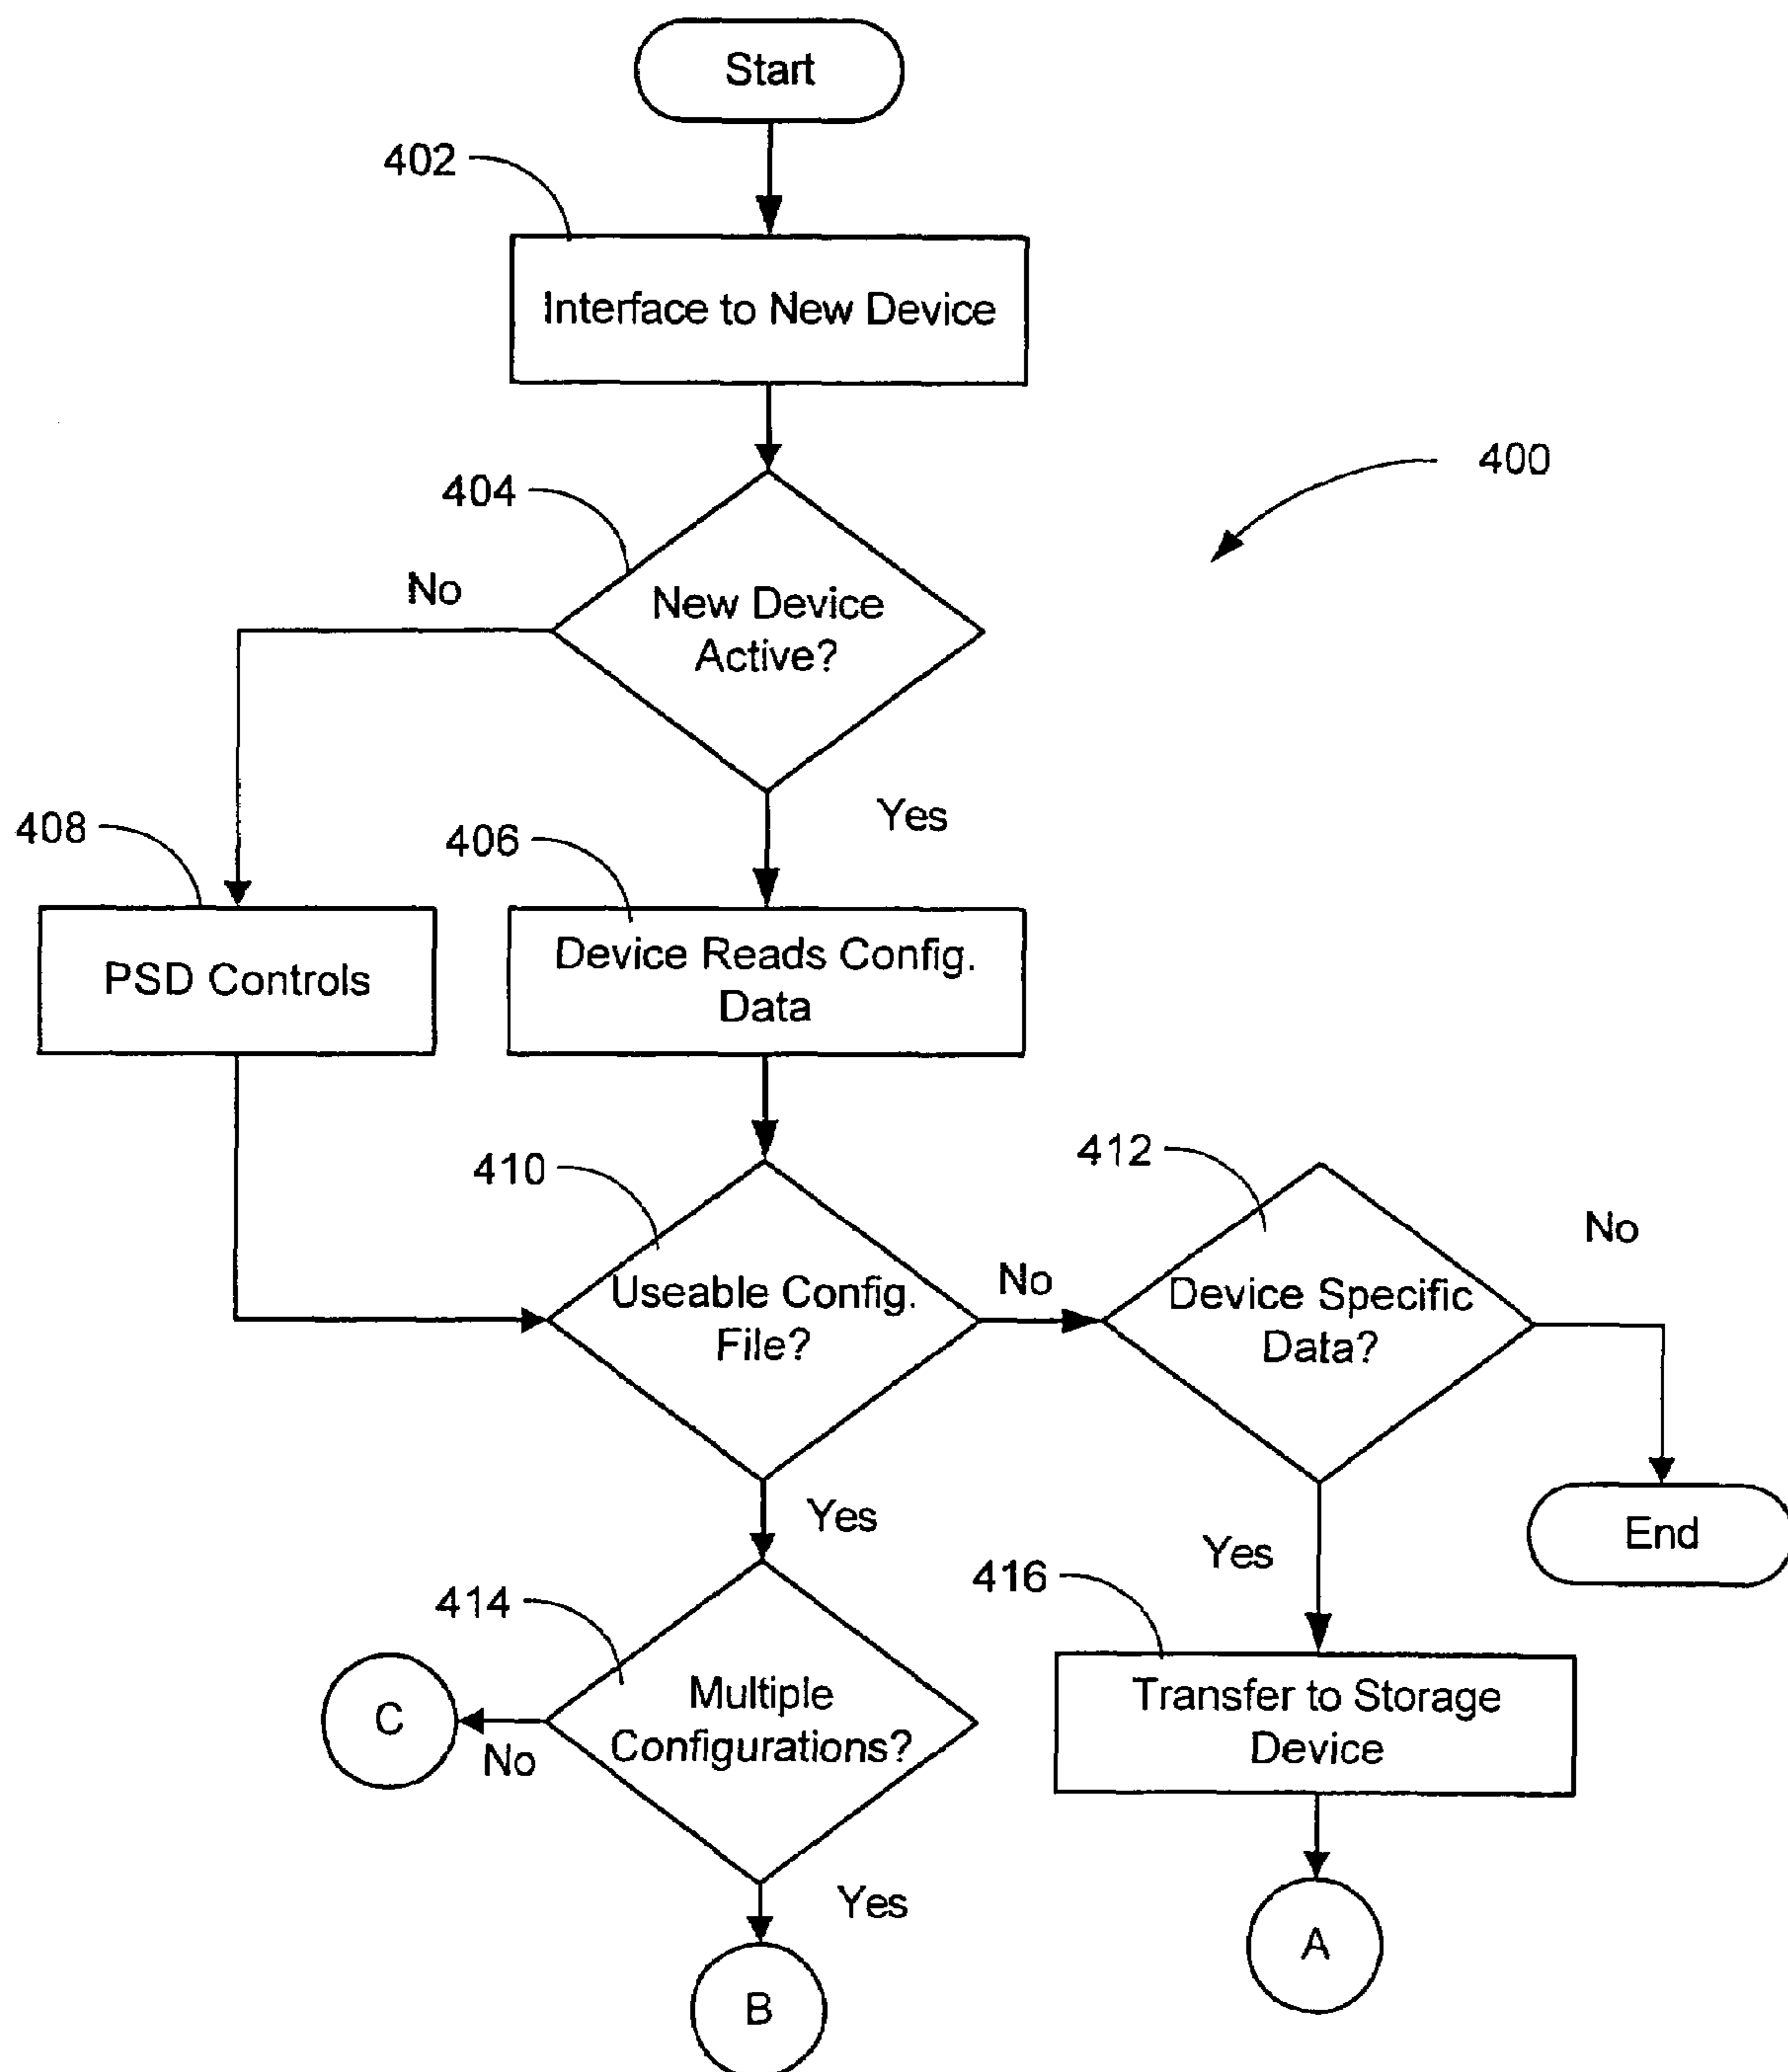 Start
402
Interface to New Device
400
404
New Device
Active?
No
Yes
408
406
PSD Controls
Device Reads Config.
Data
410
412
Useable Config.
File?
No
Device Specific
Data?
No
Yes
End
Yes
414
416
Multiple
Configurations?
C
No
Transfer to Storage
Device
Yes
B
A